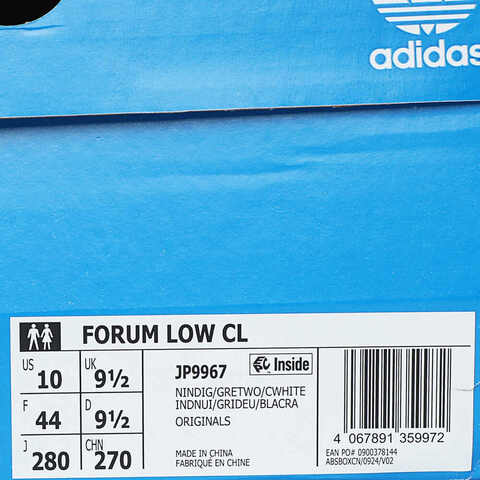 adidas
FORUM LOW CL
US 10 UK 9½
F 44 D 9½
J 280 CHN 270
JP9967
Inside
NINDIG/GRETWO/CWHITE
INDNUI/GRIDEU/BLACRA
ORIGINALS
MADE IN CHINA
FABRIQUÉ EN CHINE
4 067891 359972
EAN PO# 0900378144
ABSBOXCN/0924/V02